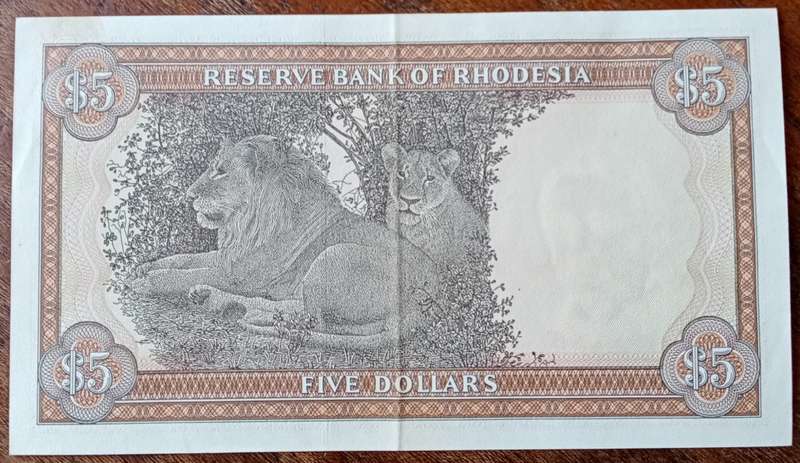 $5 RESERVE BANK OF RHODESIA $5
$5 FIVE DOLLARS $5